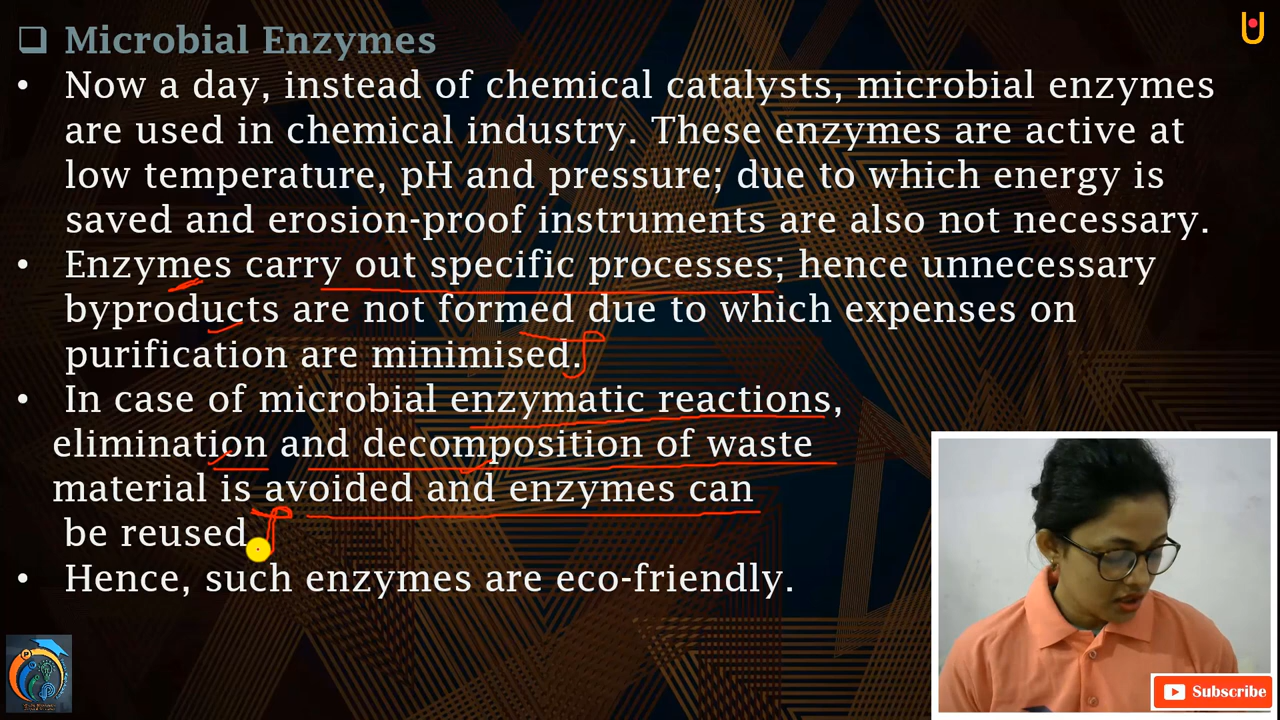 ❑ Microbial Enzymes
• Now a day, instead of chemical catalysts, microbial enzymes
are used in chemical industry. These enzymes are active at
low temperature, pH and pressure; due to which energy is
saved and erosion-proof instruments are also not necessary.
• Enzymes carry out specific processes; hence unnecessary
byproducts are not formed due to which expenses on
purification are minimised.
• In case of microbial enzymatic reactions,
elimination and decomposition of waste
material is avoided and enzymes can
be reused
• Hence, such enzymes are eco-friendly.
Subscribe